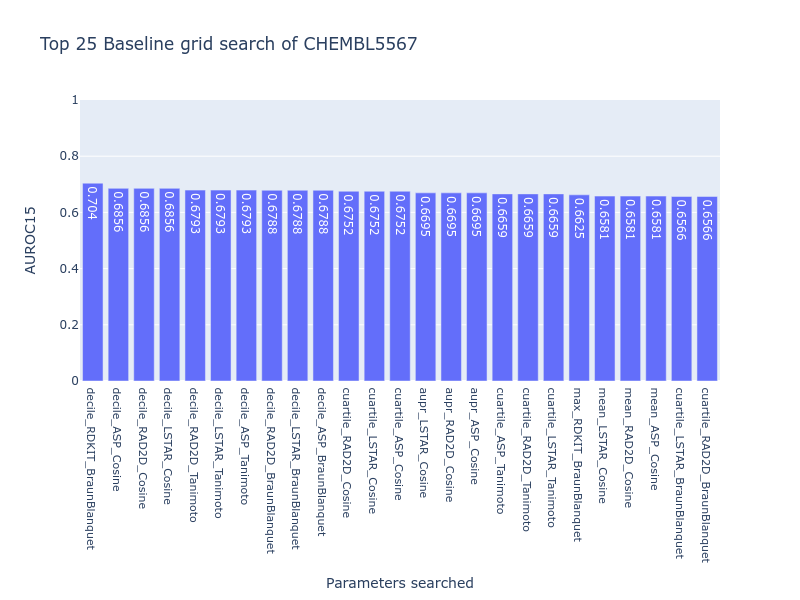 Top 25 Baseline grid search of CHEMBL5567
AUROC15
1
0.8
0.6
0.4
0.2
0
0.704
0.6856
0.6856
0.6856
0.6793
0.6793
0.6793
0.6788
0.6788
0.6788
0.6752
0.6752
0.6752
0.6695
0.6695
0.6695
0.6659
0.6659
0.6659
0.6625
0.6581
0.6581
0.6581
0.6566
0.6566
decile_RDKIT_BraunBlanquet
decile_ASP_Cosine
decile_RAD2D_Cosine
decile_LSTAR_Cosine
decile_RAD2D_Tanimoto
decile_LSTAR_Tanimoto
decile_ASP_Tanimoto
decile_RAD2D_BraunBlanquet
decile_LSTAR_BraunBlanquet
decile_ASP_BraunBlanquet
cuartile_RAD2D_Cosine
cuartile_LSTAR_Cosine
cuartile_ASP_Cosine
aupr_LSTAR_Cosine
aupr_RAD2D_Cosine
aupr_ASP_Cosine
cuartile_ASP_Tanimoto
cuartile_RAD2D_Tanimoto
cuartile_LSTAR_Tanimoto
max_RDKIT_BraunBlanquet
mean_LSTAR_Cosine
mean_RAD2D_Cosine
mean_ASP_Cosine
cuartile_LSTAR_BraunBlanquet
cuartile_RAD2D_BraunBlanquet
Parameters searched